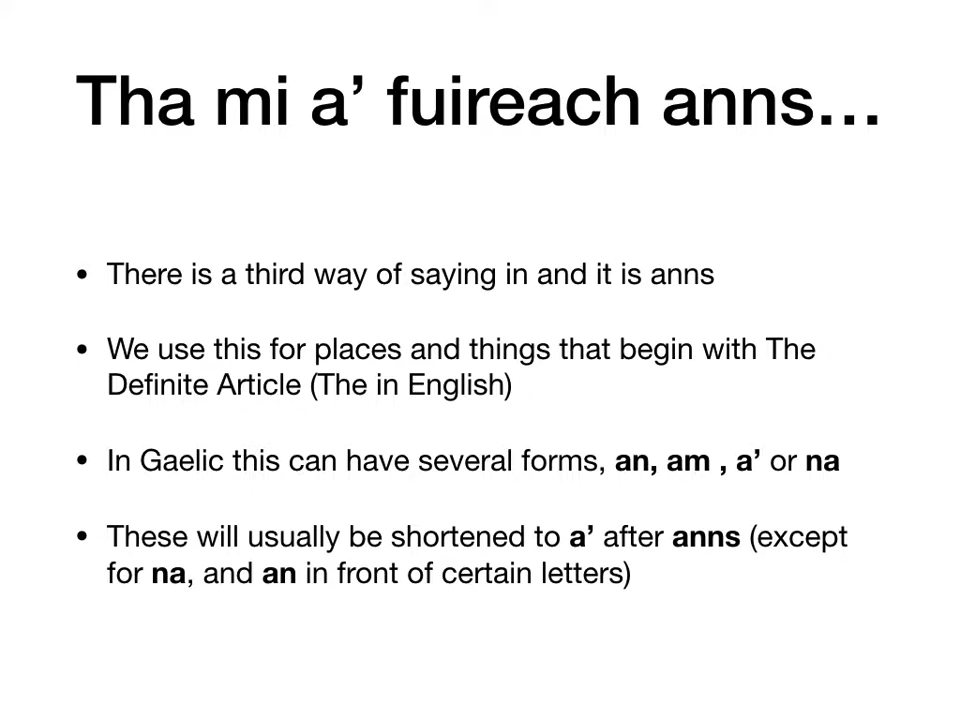 Tha mi a’ fuireach anns…
• There is a third way of saying in and it is anns
• We use this for places and things that begin with The
Definite Article (The in English)
• In Gaelic this can have several forms, an, am , a’ or na
• These will usually be shortened to a’ after anns (except
for na, and an in front of certain letters)